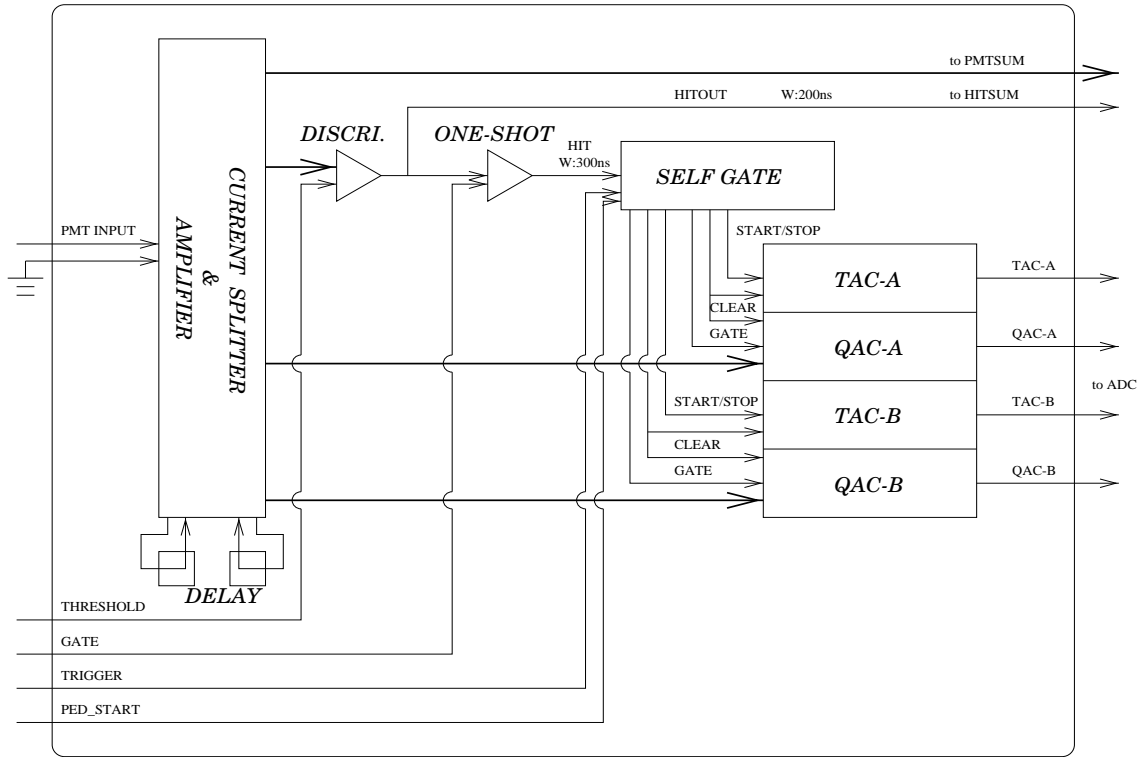 to PMTSUM
HITOUT W:200ns to HITSUM
DISCRI.
ONE-SHOT
HIT
W:300ns
SELF GATE
CURRENT SPLITTER
&
AMPLIFIER
PMT INPUT
START/STOP
TAC-A
TAC-A
CLEAR
GATE
QAC-A
QAC-A
to ADC
START/STOP
TAC-B
TAC-B
CLEAR
GATE
QAC-B
QAC-B
DELAY
THRESHOLD
GATE
TRIGGER
PED_START